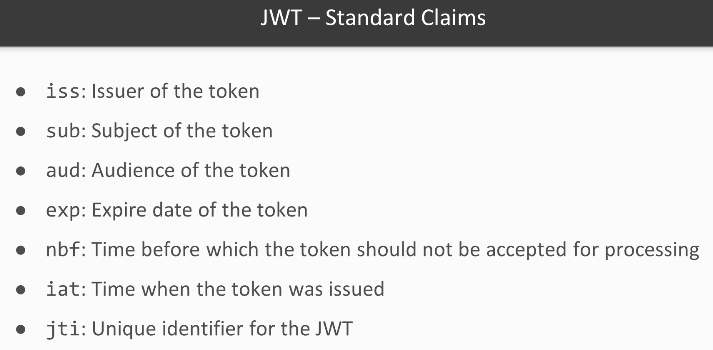 JWT – Standard Claims
● iss: Issuer of the token
● sub: Subject of the token
● aud: Audience of the token
● exp: Expire date of the token
● nbf: Time before which the token should not be accepted for processing
● iat: Time when the token was issued
● jti: Unique identifier for the JWT